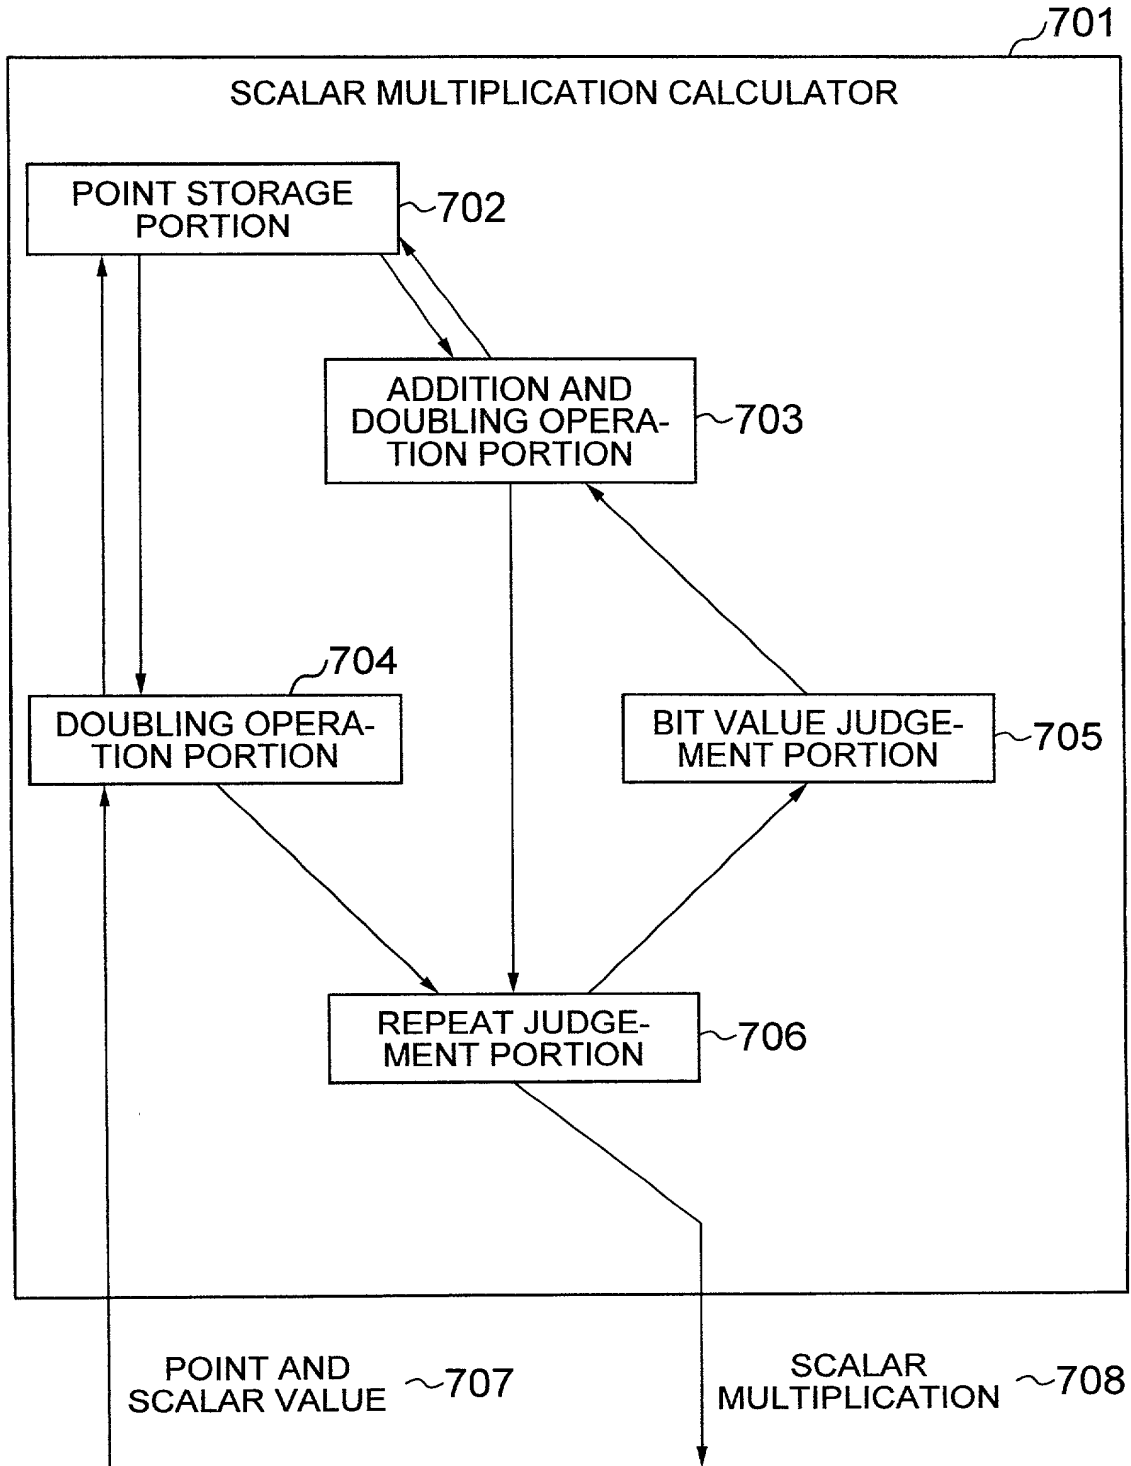 701
SCALAR MULTIPLICATION CALCULATOR
POINT STORAGE
PORTION
702
ADDITION AND
DOUBLING OPERA-
TION PORTION
703
704
DOUBLING OPERA-
TION PORTION
BIT VALUE JUDGE-
MENT PORTION
705
REPEAT JUDGE-
MENT PORTION
706
POINT AND
SCALAR VALUE
707
SCALAR
MULTIPLICATION
708